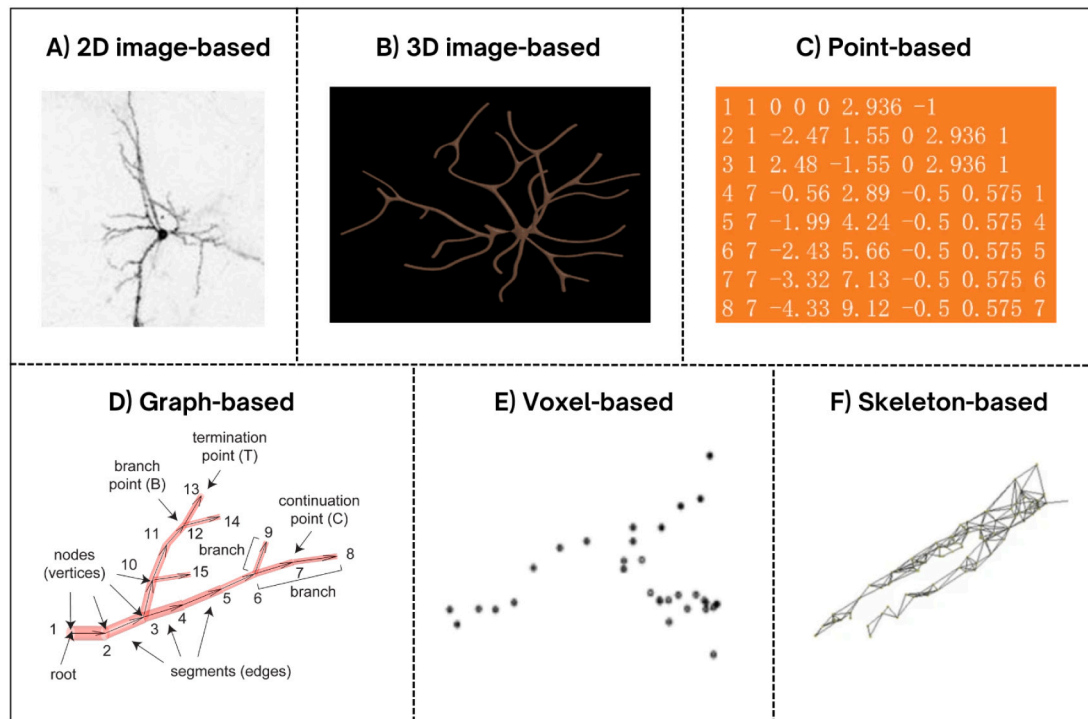 A) 2D image-based
B) 3D image-based
C) Point-based
1 1 0 0 0 2.936 -1
2 1 -2.47 1.55 0 2.936 1
3 1 2.48 -1.55 0 2.936 1
4 7 -0.56 2.89 -0.5 0.575 1
5 7 -1.99 4.24 -0.5 0.575 4
6 7 -2.43 5.66 -0.5 0.575 5
7 7 -3.32 7.13 -0.5 0.575 6
8 7 -4.33 9.12 -0.5 0.575 7
D) Graph-based
termination
point (T)
branch
point (B)
13
continuation
point (C)
14
11
12
9
branch
8
nodes
(vertices)
10
15
7
branch
5
6
4
1
3
2
root
segments (edges)
E) Voxel-based
F) Skeleton-based